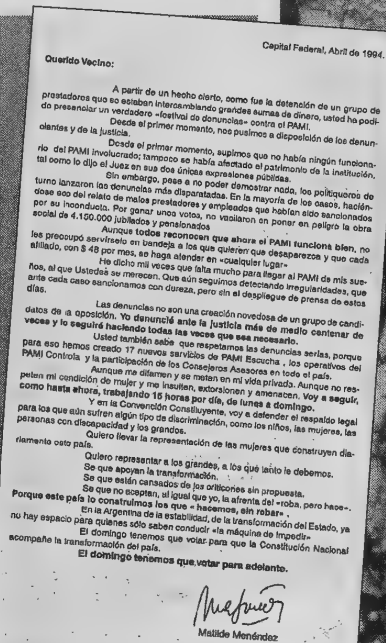 Capital Federal, Abril de 1994.
Querido Vecino:
A partir de un hecho cierto, como fue la detención de un grupo de
prestadores que se estaban intercambiando grandes sumas de dinero, usted ha podi-
do presenciar un verdadero «festival de denuncias» contra el PAMI.
Desde el primer momento, nos pusimos a disposición de los denun-
ciantes y de la justicia.
Desde el primer momento, supimos que no había ningún funciona-
rio del PAMI involucrado; tampoco se había afectado el patrimonio de la institución,
tal como lo dijo el Juez en sus dos únicas expresiones públicas.
Sin embargo, pese a no poder demostrar nada, los politiqueros de
turno lanzaron las denuncias más disparatadas. En la mayoría de los casos, hacién-
dose eco del relato de malos prestadores y empleados que habían sido sancionados
por su inconducta. Por ganar unos votos, no vacilaron en poner en peligro la obra
social de 4.150.000 jubilados y pensionados
Aunque todos reconocen que ahora el PAMI funciona bien, no
les preocupó servírselo en bandeja a los que quieren que desaparezca y que cada
afiliado, con $ 48 por mes, se haga atender en «cualquier lugar»
He dicho mil veces que falta mucho para llegar al PAMI de mis sue-
ños, al que Ustedes se merecen. Que aún seguimos detectando irregularidades, que
ante cada caso sancionamos con dureza, pero sin el despliegue de prensa de estos
días.
Las denuncias no son una creación novedosa de un grupo de candi-
datos de la oposición. Yo denuncié ante la justicia más de medio centenar de
veces y lo seguiré haciendo todas las veces que sea necesario.
Usted también sabe que respetamos las denuncias serias, porque
para eso hemos creado 17 nuevos servicios de PAMI Escucha, los operativos del
PAMI Controla y la participación de los Consejeros Asesores en todo el país.
Aunque me difamen y se metan en mi vida privada. Aunque no res-
peten mi condición de mujer y me insulten, extorsionen y amenacen. Voy a seguir,
como hasta ahora, trabajando 15 horas por día, de lunes a domingo.
Y en la Convención Constituyente, voy a defender el respaldo legal
para los que aún sufren algún tipo de discriminación, como los niños, las mujeres, las
personas con discapacidad y los grandes.
Quiero llevar la representación de las mujeres que construyen dia-
riamente este país.
Quiero representar a los grandes, a los que tanto le debemos.
Se que apoyan la transformación.
Se que están cansados de los criticones sin propuesta.
Se que no aceptan, al igual que yo, la afrenta del «roba, pero hace».
Porque este país lo construimos los que « hacemos, sin robar» .
En la Argentina de la estabilidad, de la transformación del Estado, ya
no hay espacio para quienes sólo saben conducir «la máquina de impedir»
El domingo tenemos que votar para que la Constitución Nacional
acompañe la transformación del país.
El domingo tenemos que votar para adelante.
Matilde Menéndez